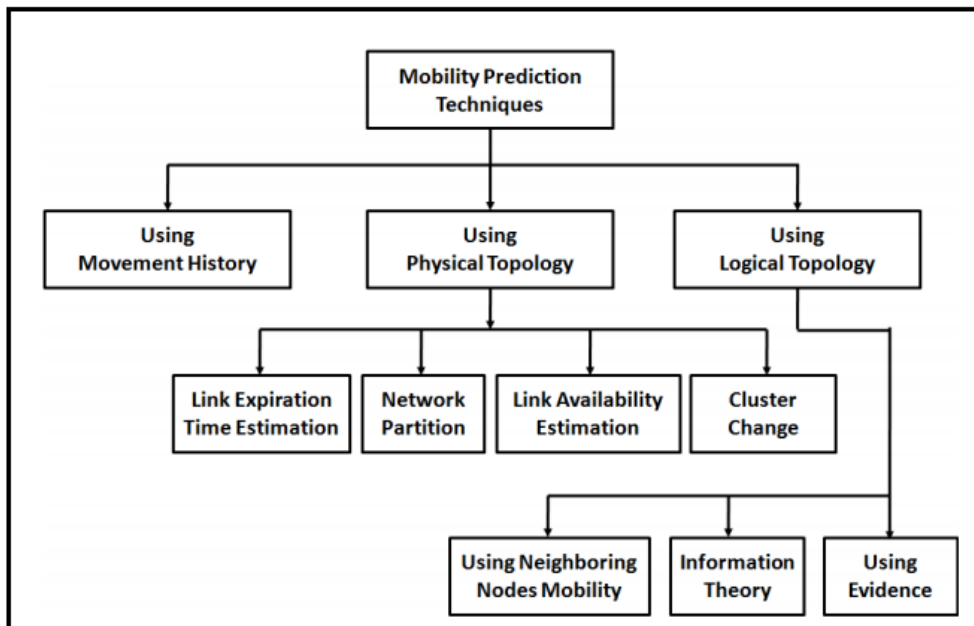 Mobility Prediction
Techniques
Using
Movement History
Using
Physical Topology
Using
Logical Topology
Link Expiration
Time Estimation
Network
Partition
Link Availability
Estimation
Cluster
Change
Using Neighboring
Nodes Mobility
Information
Theory
Using
Evidence